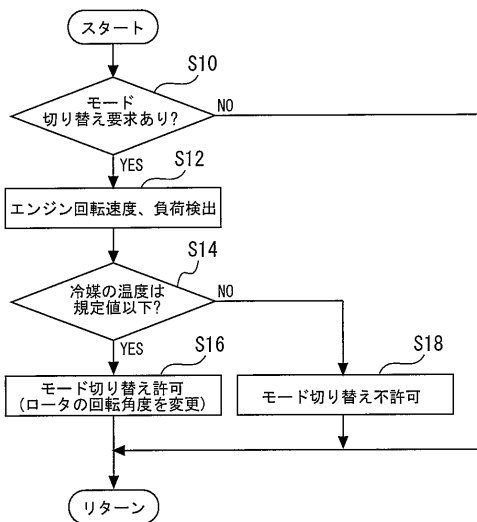 スタート
S10
モード
切り替え要求あり?
NO
YES
S12
エンジン回転速度、負荷検出
S14
冷媒の温度は
規定値以下?
NO
YES
S16
モード切り替え許可
(ロータの回転角度を変更)
S18
モード切り替え不許可
リターン